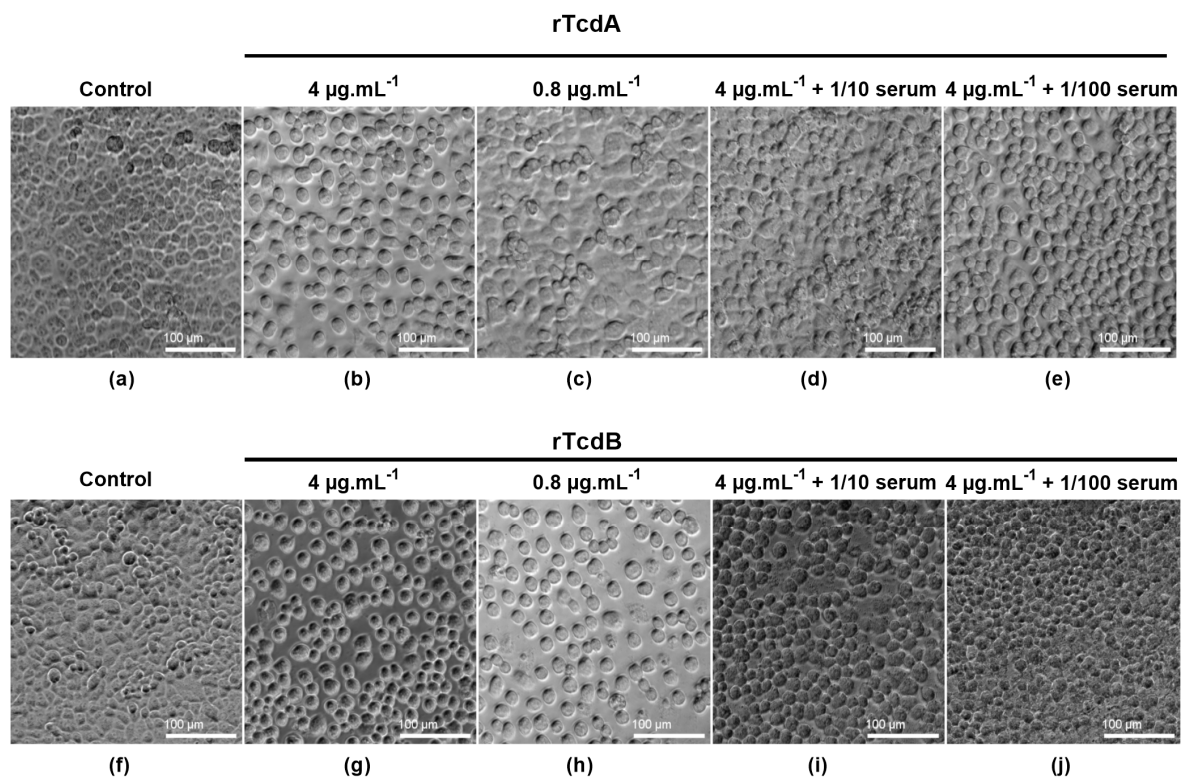 rTcdA
Control 4 µg.mL⁻¹ 0.8 µg.mL⁻¹ 4 µg.mL⁻¹ + 1/10 serum 4 µg.mL⁻¹ + 1/100 serum
100 µm 100 µm 100 µm 100 µm 100 µm
(a) (b) (c) (d) (e)
rTcdB
Control 4 µg.mL⁻¹ 0.8 µg.mL⁻¹ 4 µg.mL⁻¹ + 1/10 serum 4 µg.mL⁻¹ + 1/100 serum
100 µm 100 µm 100 µm 100 µm 100 µm
(f) (g) (h) (i) (j)